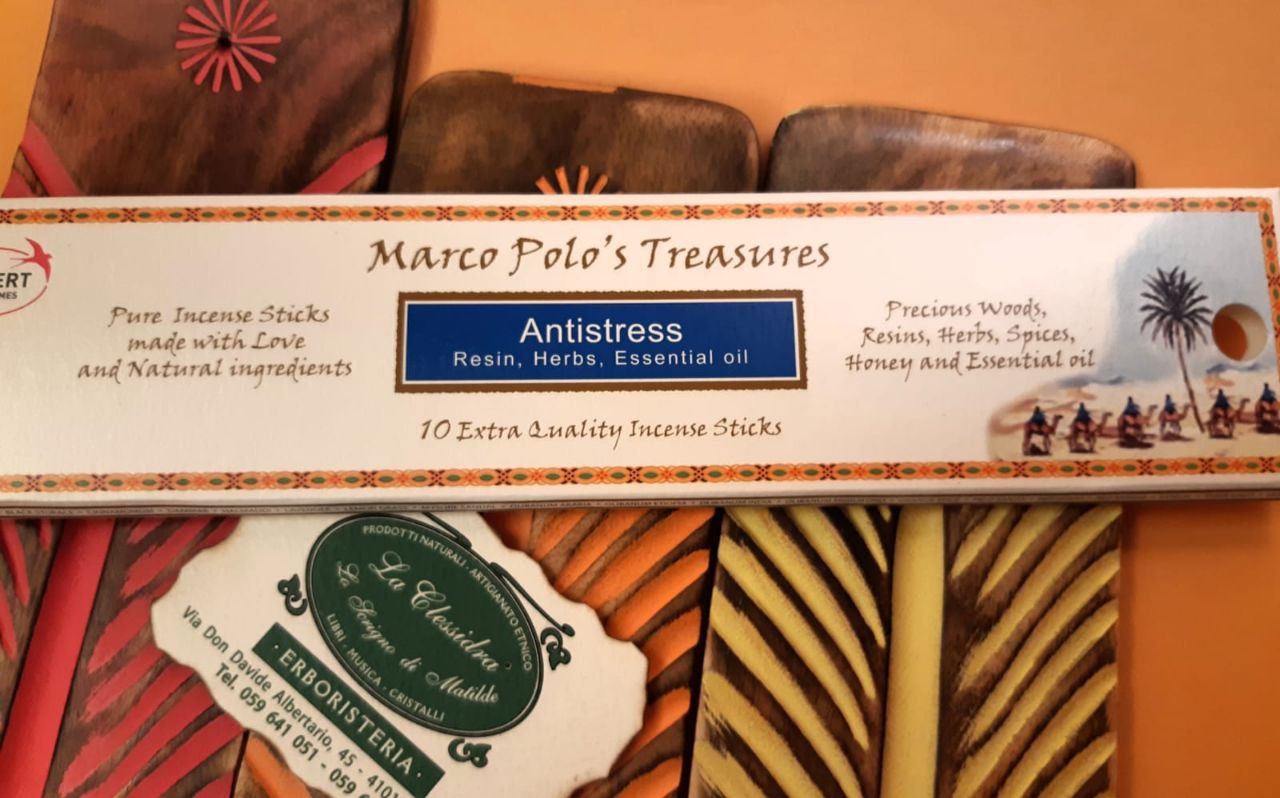 Marco Polo's Treasures
Pure Incense Sticks
made with Love
and Natural ingredients
Antistress
Resin, Herbs, Essential oil
10 Extra Quality Incense Sticks
Precious Woods,
Resins, Herbs, Spices,
Honey and Essential oil
PRODOTTI NATURALI - ARTIGIANATO ETNICO
La Clessidra
Lo Scrigno di Matilde
LIBRI - MUSICA - CRISTALLI
· ERBORISTERIA ·
Via Don Davide Albertario, 45 -
Tel. 059 641 051 - 059